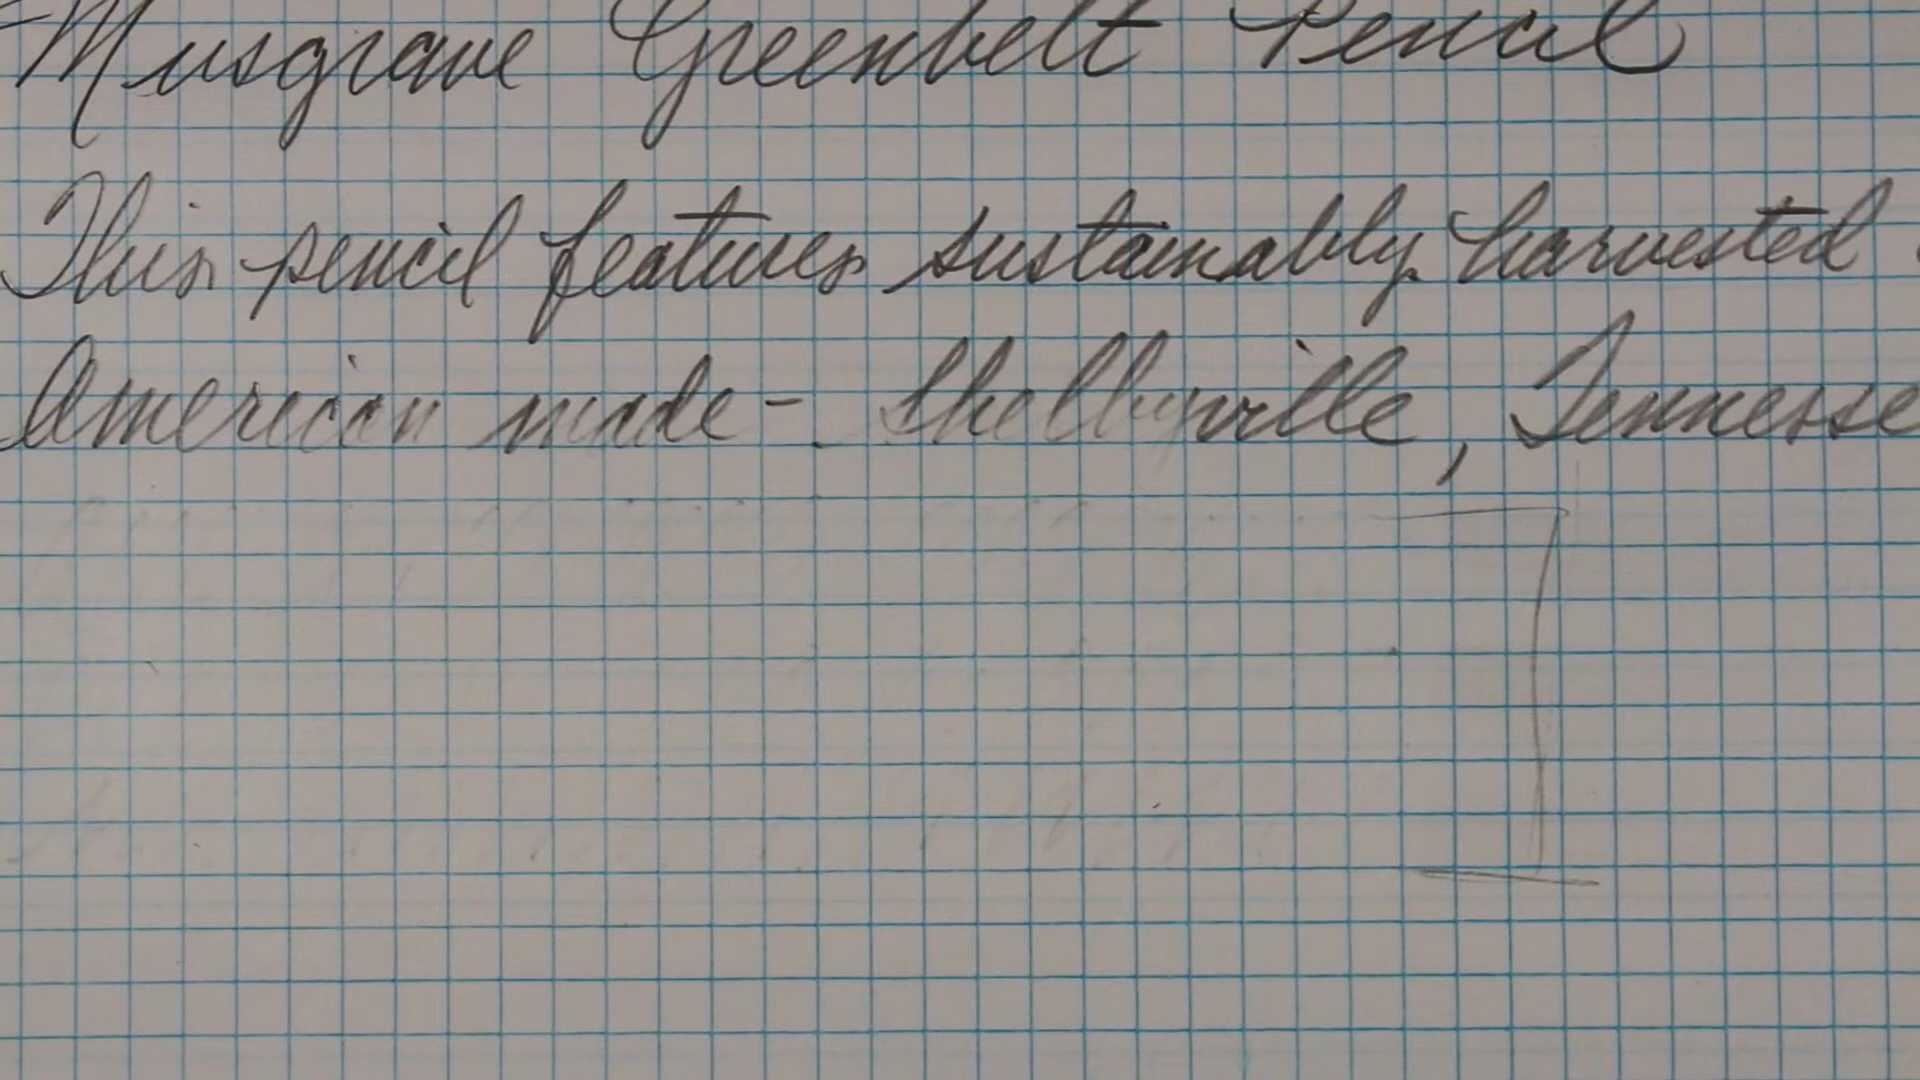 Musgrave Greenbelt Pencil
This pencil features sustainably harvested
American made - Shelbyville, Tennesse